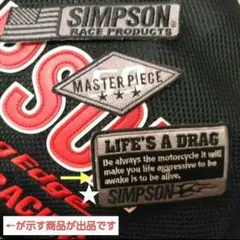 SIMPSON
RACE PRODUCTS
MASTER PIECE
LIFE'S A DRAG
Be always the motorcycle it will
make you life aggressive to be
awake is to be alive.
SIMPSON
←が示す商品が出品です